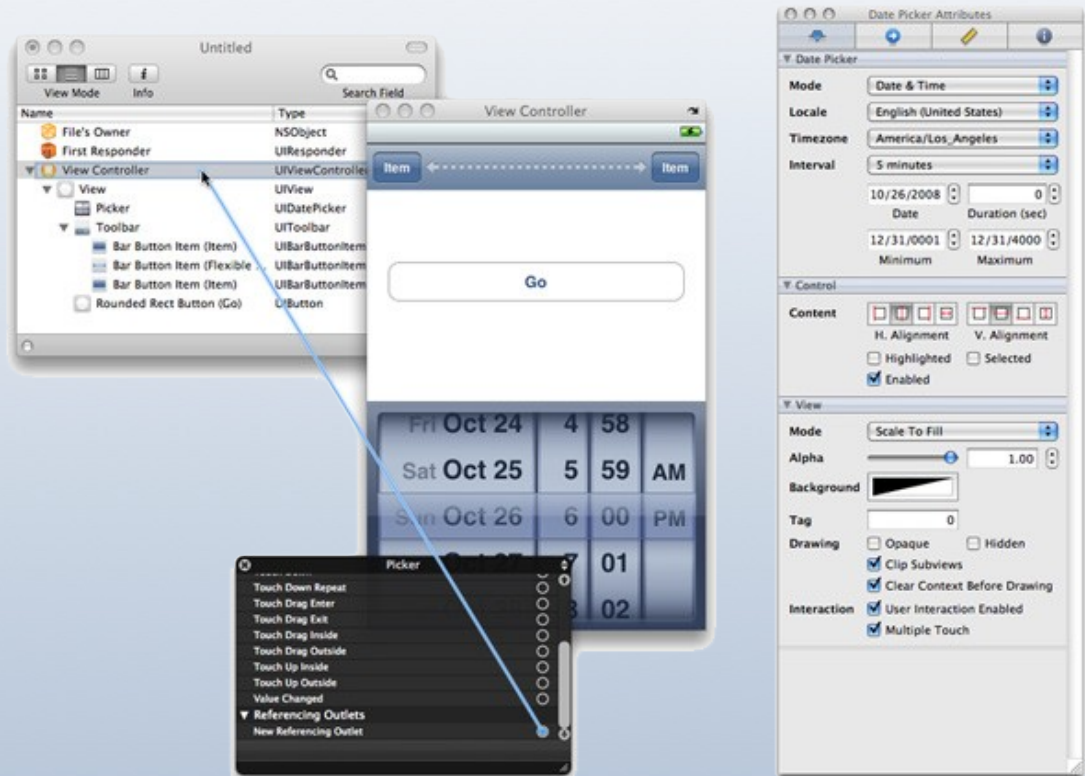 Untitled
View Mode
Info
Search Field
Name Type
File's Owner NSObject
First Responder UIResponder
View Controller UIViewController
View UIView
Picker UIDatePicker
Toolbar UIToolbar
Bar Button Item (Item) UIBarButtonItem
Bar Button Item (Flexible ... UIBarButtonItem
Bar Button Item (Item) UIBarButtonItem
Rounded Rect Button (Go) UIButton
View Controller
Item Item
Go
Fri Oct 24 4 58
Sat Oct 25 5 59 AM
Sun Oct 26 6 00 PM
Oct 27 7 01
02
Picker
Touch Down Repeat
Touch Drag Enter
Touch Drag Exit
Touch Drag Inside
Touch Drag Outside
Touch Up Inside
Touch Up Outside
Value Changed
Referencing Outlets
New Referencing Outlet
Date Picker Attributes
Date Picker
Mode Date & Time
Locale English (United States)
Timezone America/Los_Angeles
Interval 5 minutes
10/26/2008 0
Date Duration (sec)
12/31/0001 12/31/4000
Minimum Maximum
Control
Content
H. Alignment V. Alignment
Highlighted Selected
Enabled
View
Mode Scale To Fill
Alpha 1.00
Background
Tag 0
Drawing Opaque Hidden
Clip Subviews
Clear Context Before Drawing
Interaction User Interaction Enabled
Multiple Touch